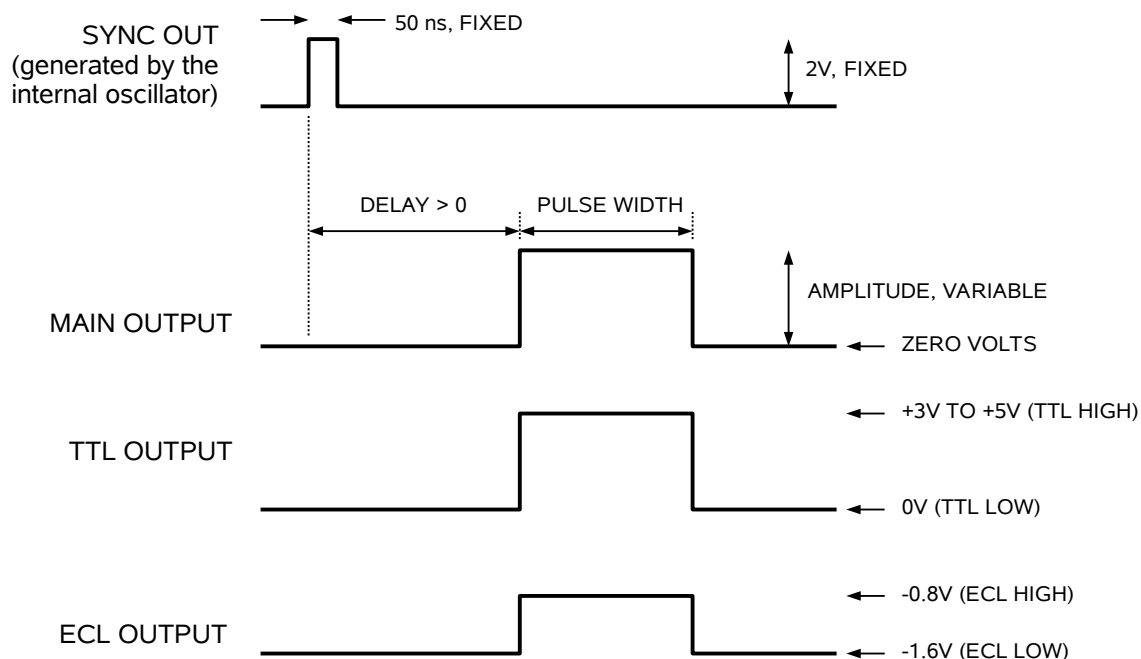 50 ns, FIXED
SYNC OUT
(generated by the
internal oscillator)
2V, FIXED
DELAY > 0
PULSE WIDTH
AMPLITUDE, VARIABLE
MAIN OUTPUT
ZERO VOLTS
+3V TO +5V (TTL HIGH)
TTL OUTPUT
0V (TTL LOW)
-0.8V (ECL HIGH)
ECL OUTPUT
-1.6V (ECL LOW)